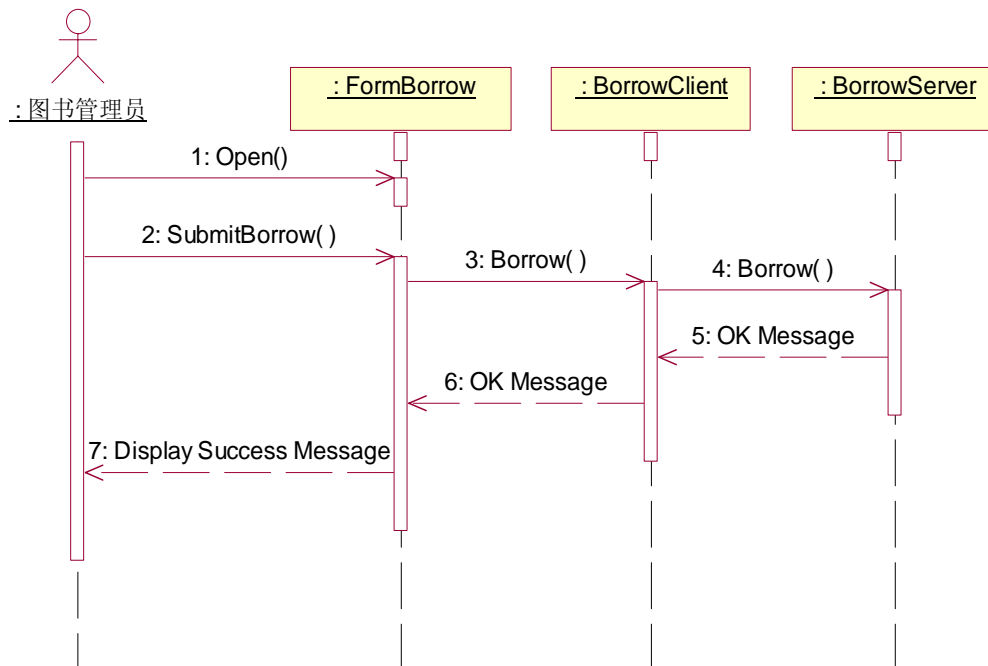 : 图书管理员
: FormBorrow
: BorrowClient
: BorrowServer
1: Open()
2: SubmitBorrow( )
3: Borrow( )
4: Borrow( )
5: OK Message
6: OK Message
7: Display Success Message